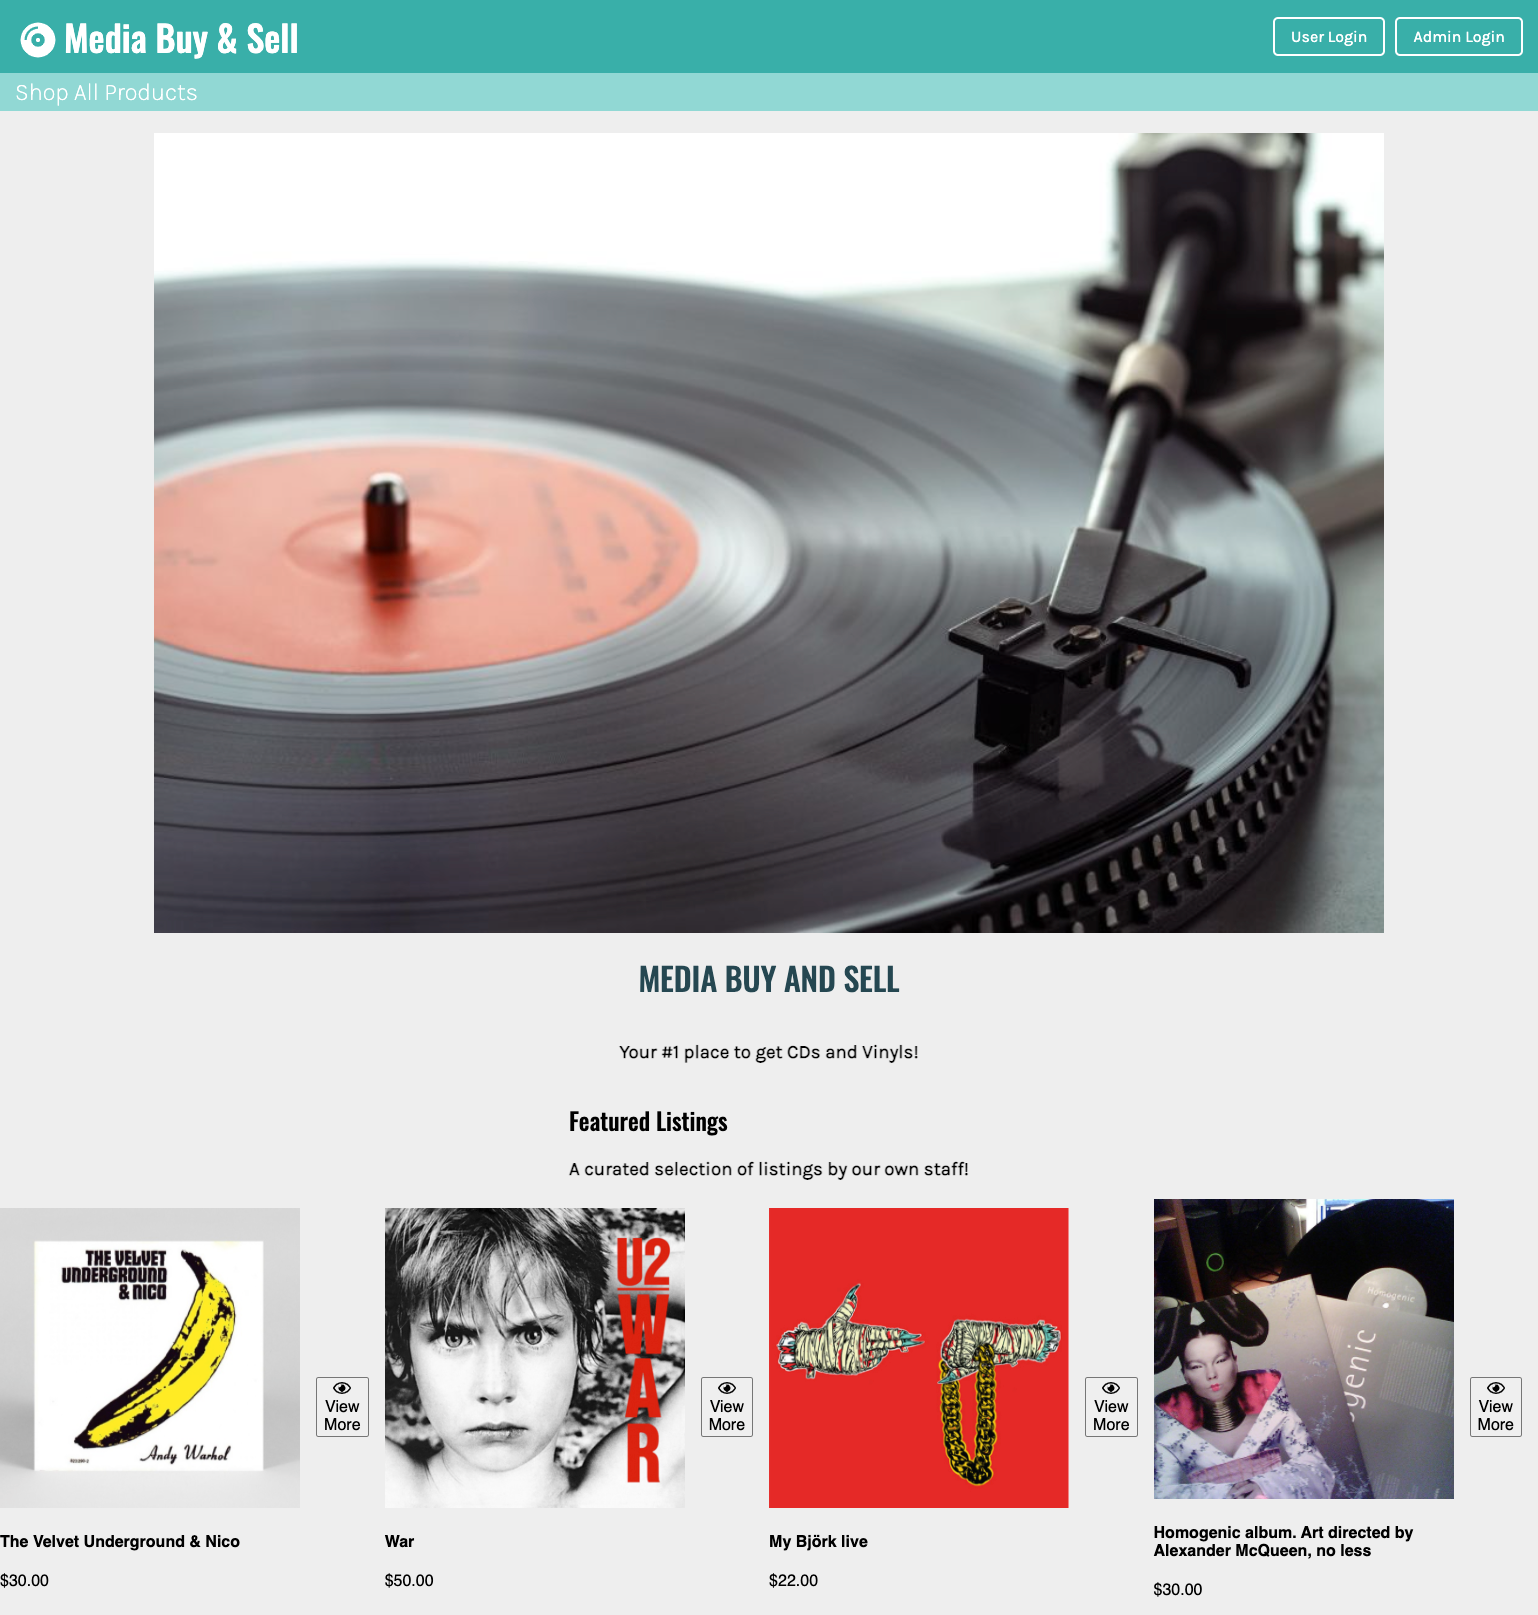 Media Buy & Sell
User Login
Admin Login
Shop All Products
MEDIA BUY AND SELL
Your #1 place to get CDs and Vinyls!
Featured Listings
A curated selection of listings by our own staff!
THE VELVET
UNDERGROUND
& NICO
Andy Warhol
View
More
U2
WAR
View
More
View
More
Homogenic
ogenic
View
More
The Velvet Underground & Nico
$30.00
War
$50.00
My Björk live
$22.00
Homogenic album. Art directed by
Alexander McQueen, no less
$30.00